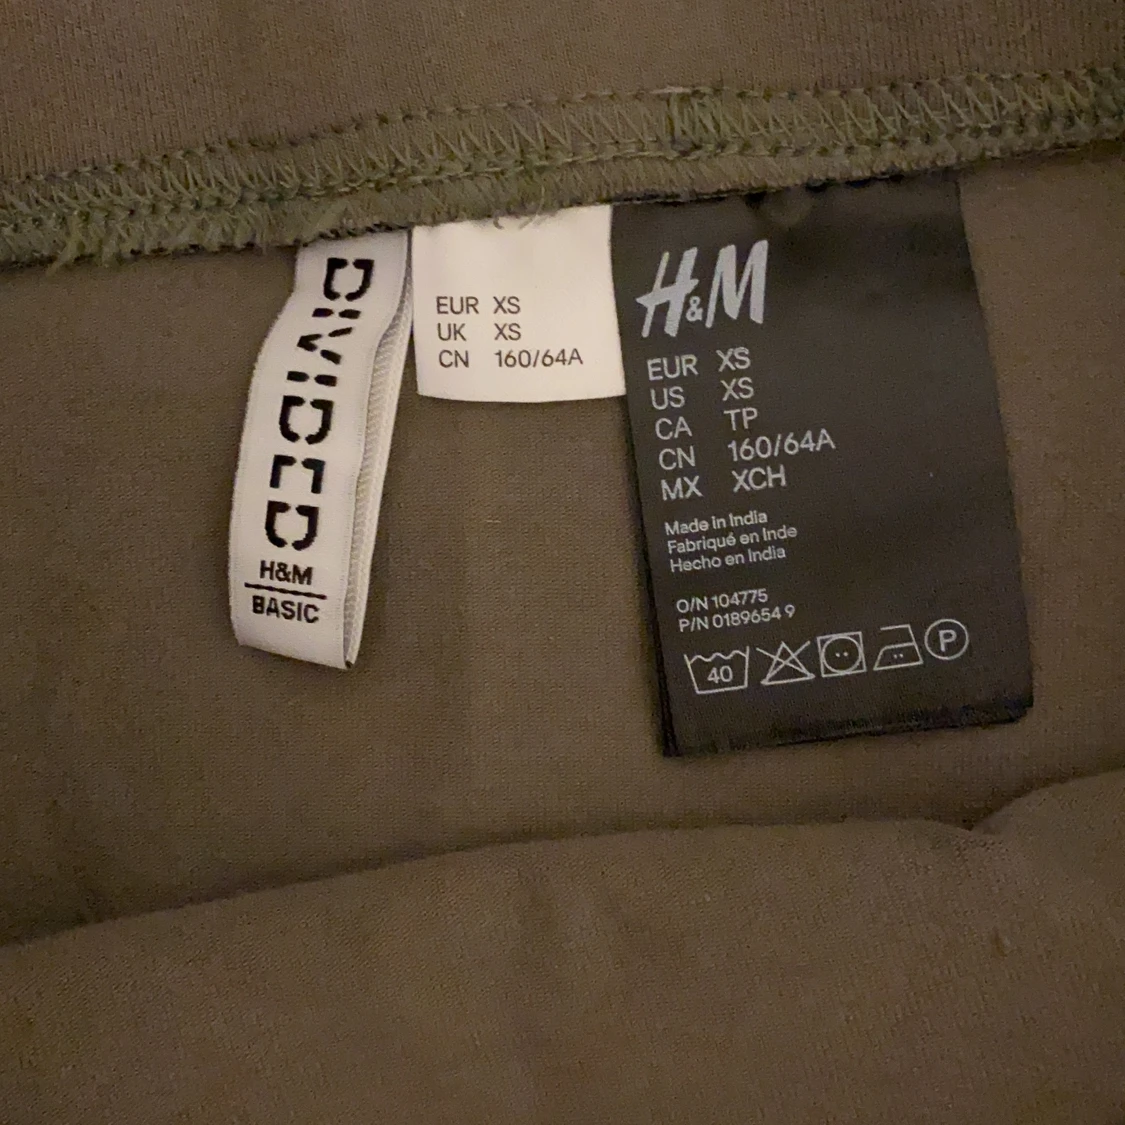 DIVIDED
H&M
BASIC
EUR XS
UK XS
CN 160/64A
H&M
EUR XS
US XS
CA TP
CN 160/64A
MX XCH
Made in India
Fabriqué en Inde
Hecho en India
O/N 104775
P/N 0189654 9
40
P